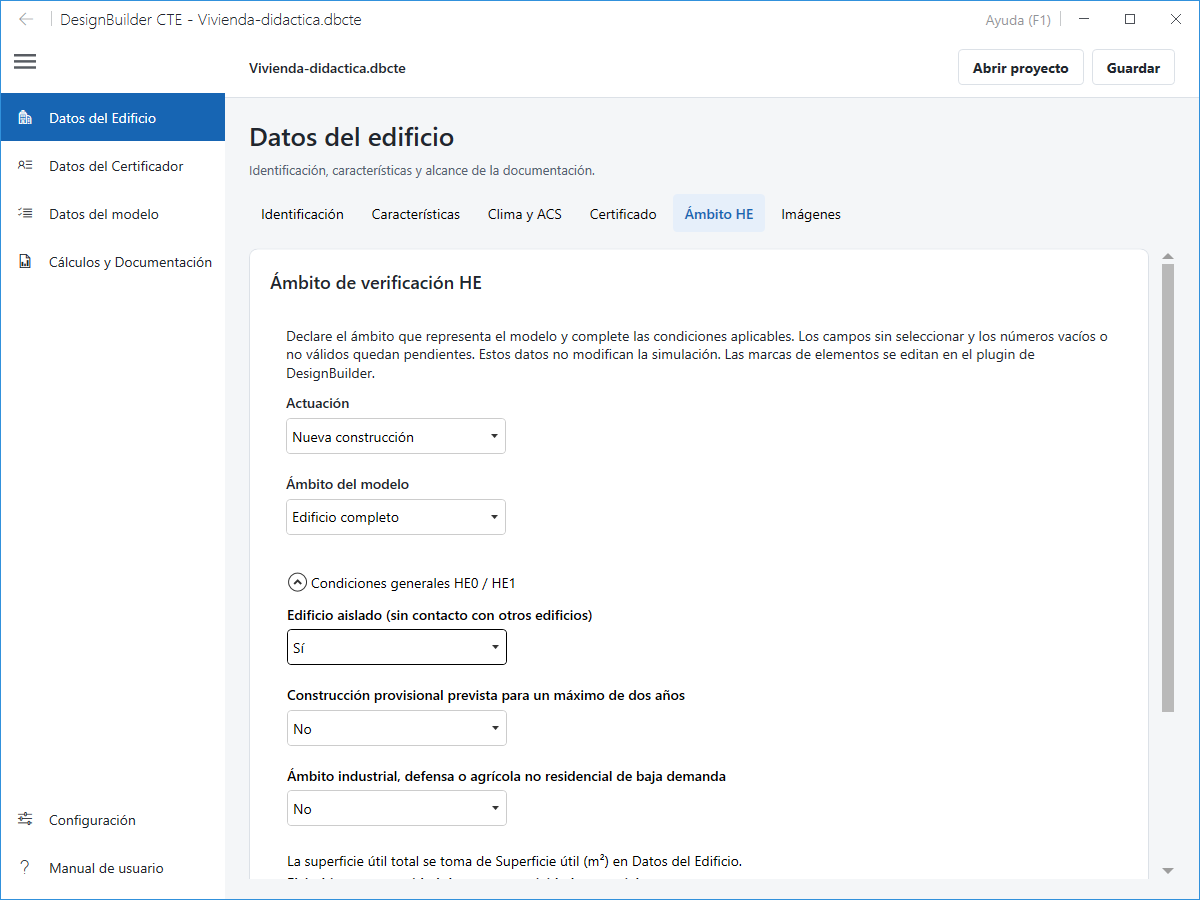 DesignBuilder CTE - Vivienda-didactica.dbcte
Ayuda (F1)
Vivienda-didactica.dbcte
Abrir proyecto
Guardar
Datos del Edificio
Datos del Certificador
Datos del modelo
Cálculos y Documentación
Configuración
Manual de usuario
Datos del edificio
Identificación, características y alcance de la documentación.
Identificación
Características
Clima y ACS
Certificado
Ámbito HE
Imágenes
Ámbito de verificación HE
Declare el ámbito que representa el modelo y complete las condiciones aplicables. Los campos sin seleccionar y los números vacíos o
no válidos quedan pendientes. Estos datos no modifican la simulación. Las marcas de elementos se editan en el plugin de
DesignBuilder.
Actuación
Nueva construcción
Ámbito del modelo
Edificio completo
Condiciones generales HE0 / HE1
Edificio aislado (sin contacto con otros edificios)
Sí
Construcción provisional prevista para un máximo de dos años
No
Ámbito industrial, defensa o agrícola no residencial de baja demanda
No
La superficie útil total se toma de Superficie útil (m²) en Datos del Edificio.